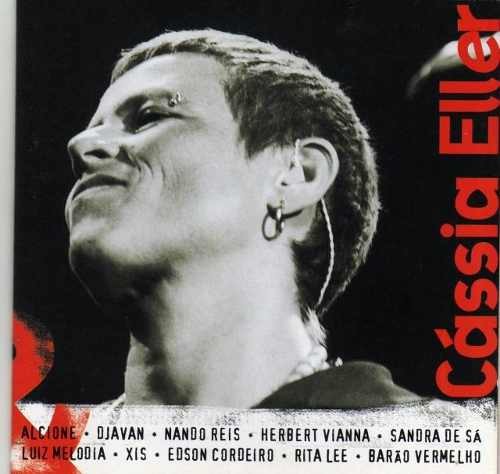 Cássia Eller
ALCIONE • DJAVAN • NANDO REIS • HERBERT VIANNA • SANDRA DE SÁ
LUIZ MELODIA • XIS • EDSON CORDEIRO • RITA LEE • BARÃO VERMELHO